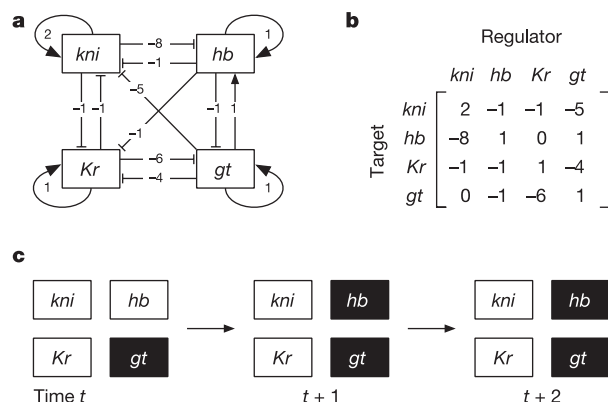 a
2
kni
−8
−1
hb
1
−5
−1
−1
−1
−1
1
1
Kr
−6
−4
gt
1
b
Regulator
kni hb Kr gt
Target
kni 2 −1 −1 −5
hb −8 1 0 1
Kr −1 −1 1 −4
gt 0 −1 −6 1
c
kni hb kni hb kni hb
Kr gt Kr gt Kr gt
Time t t + 1 t + 2